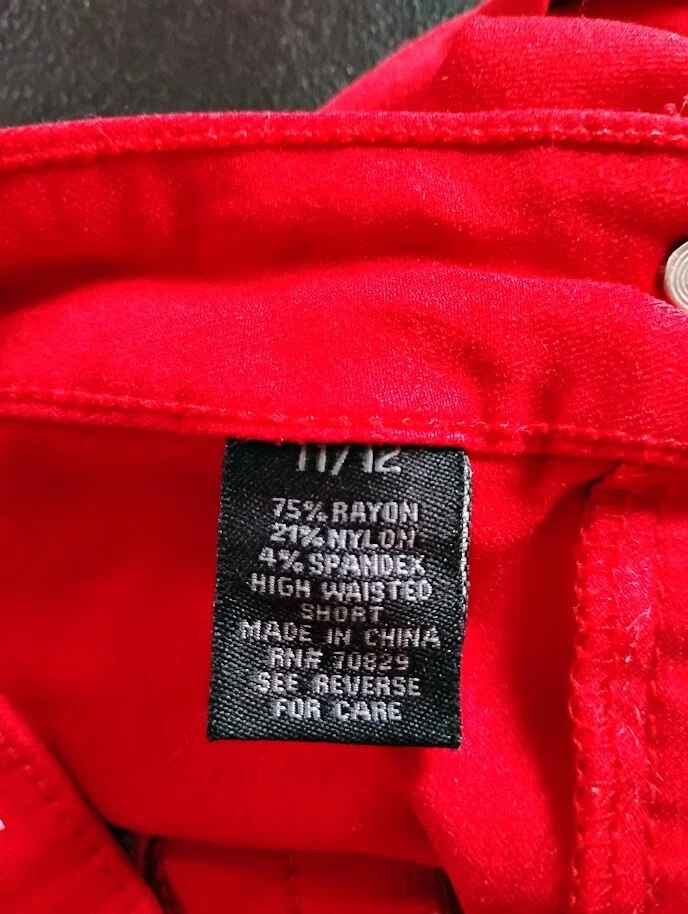 11/12
75% RAYON
21% NYLON
4% SPANDEX
HIGH WAISTED
SHORT
MADE IN CHINA
RN# 70829
SEE REVERSE
FOR CARE